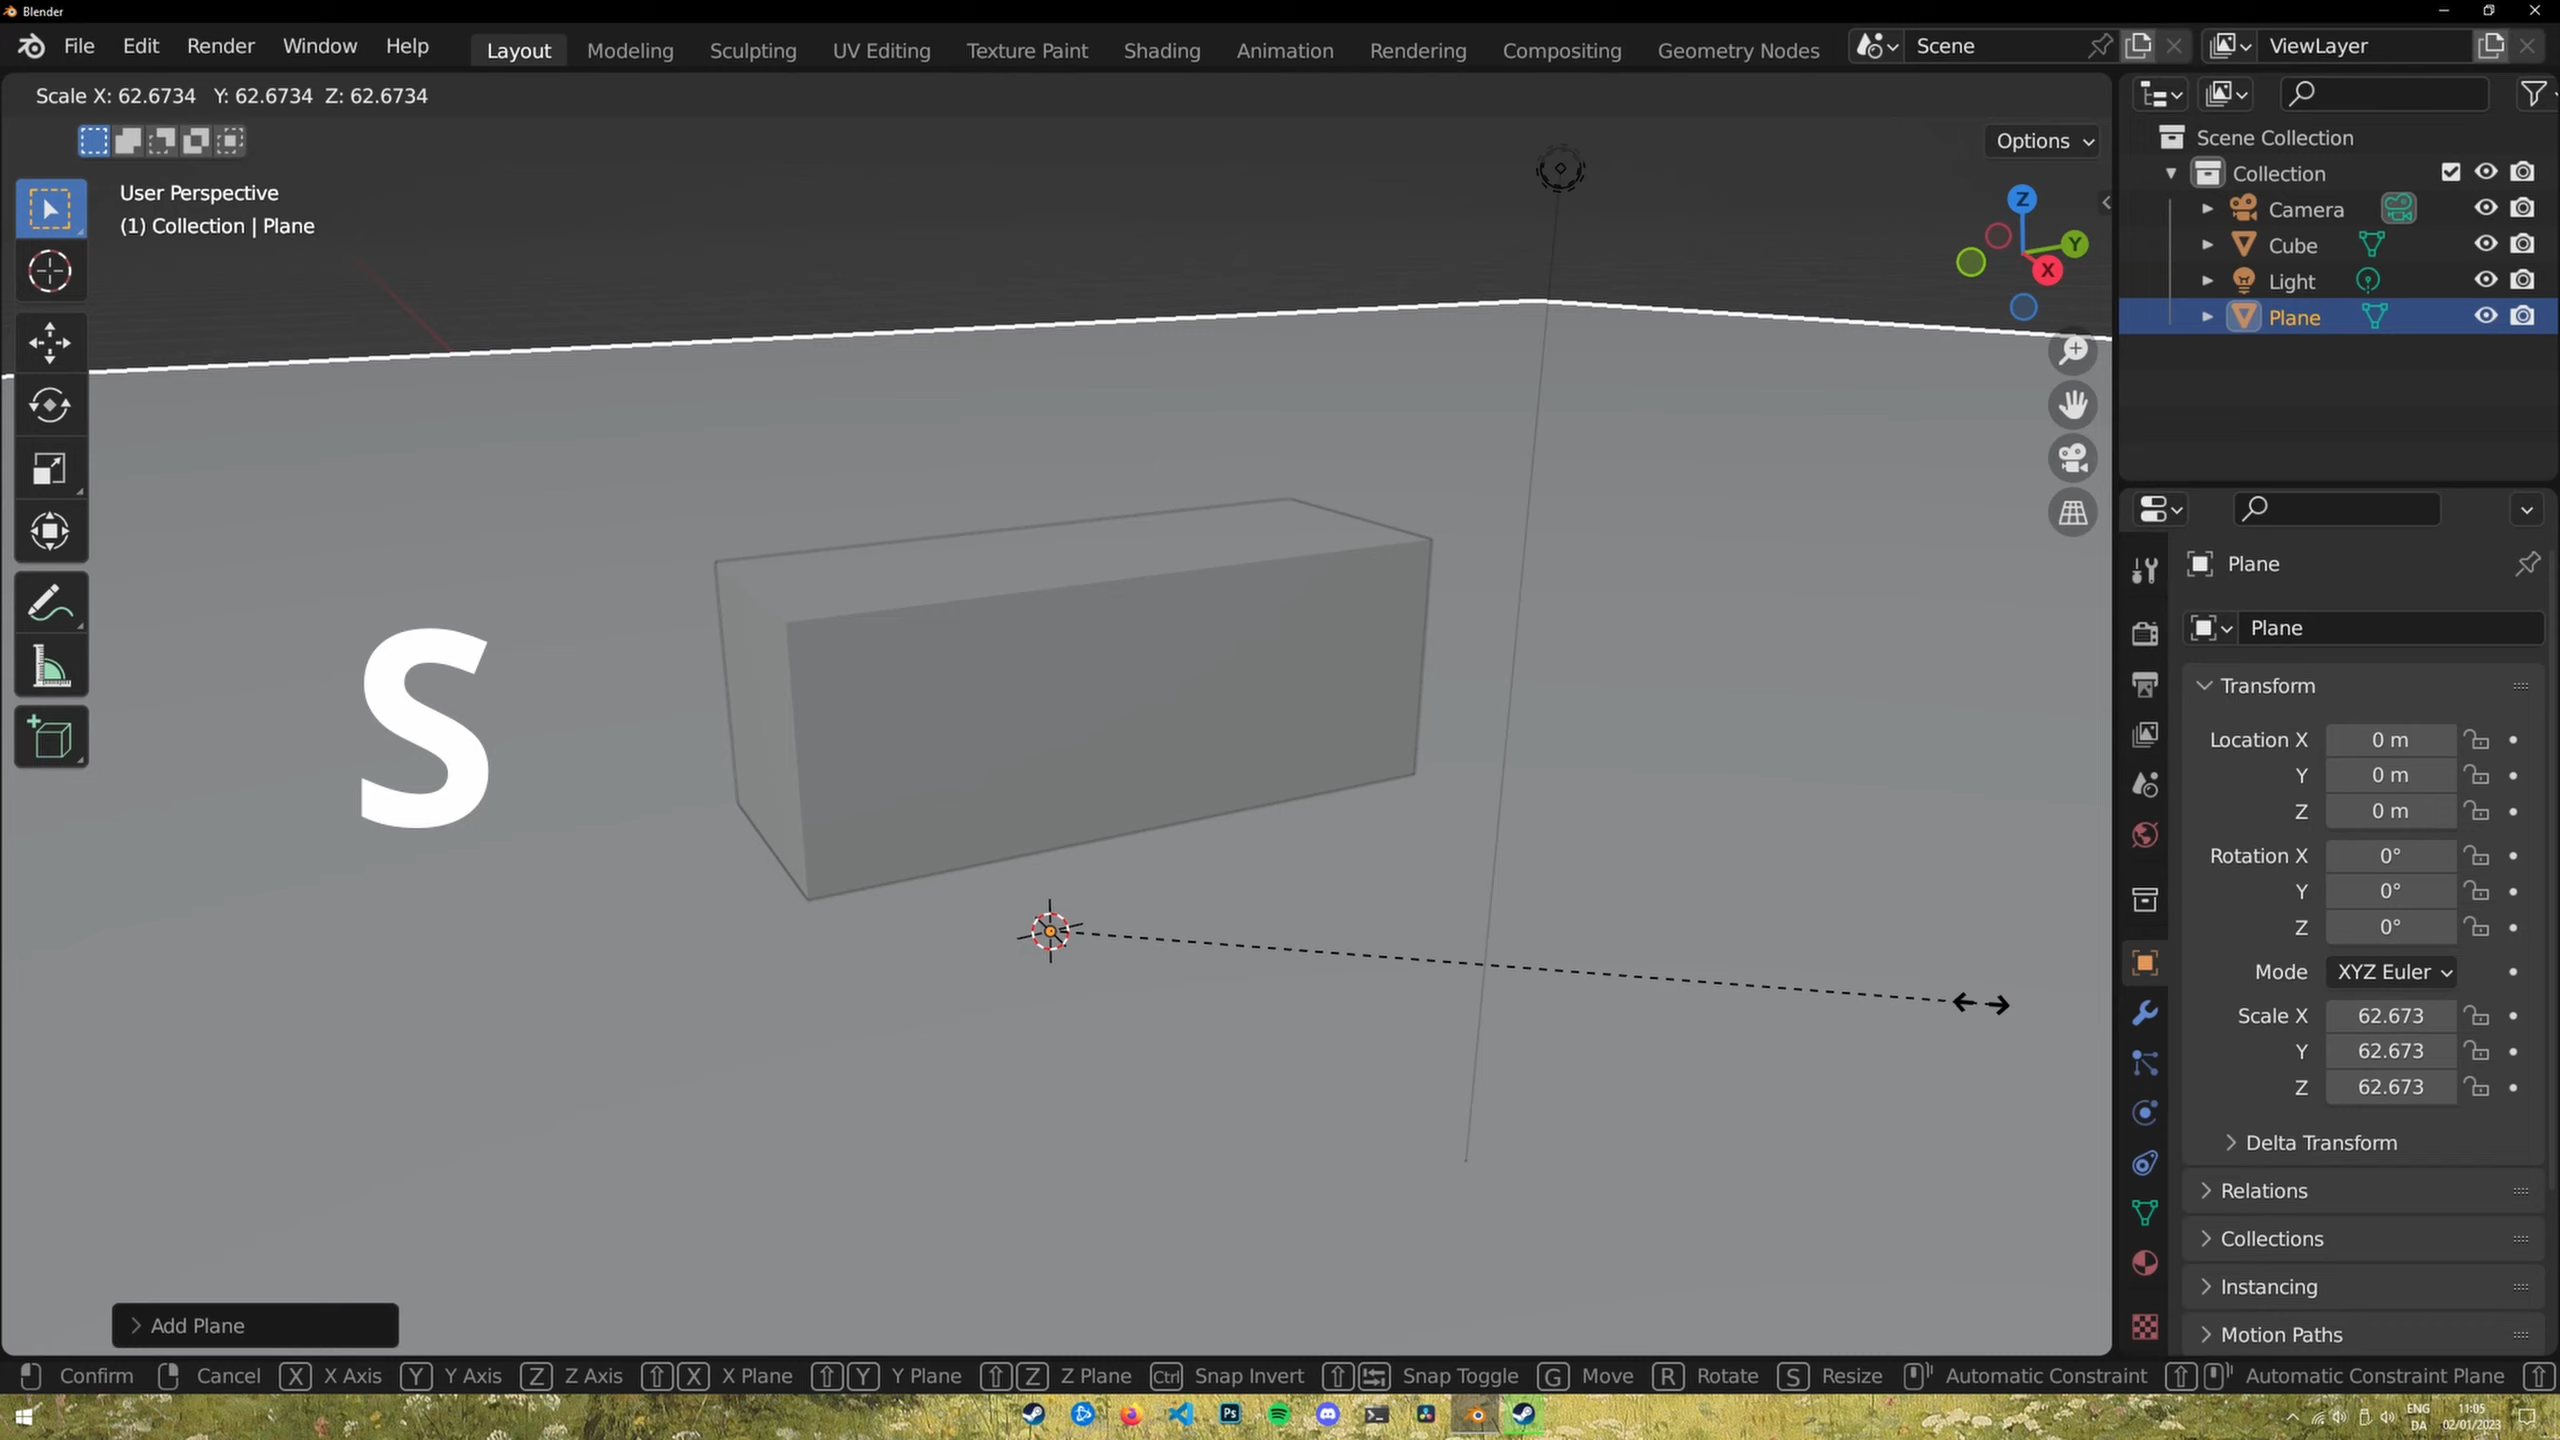 Blender
File Edit Render Window Help Layout Modeling Sculpting UV Editing Texture Paint Shading Animation Rendering Compositing Geometry Nodes Scene ViewLayer
Scale X: 62.6734 Y: 62.6734 Z: 62.6734
Options
User Perspective
(1) Collection | Plane
Z
Y
X
S
Add Plane
Scene Collection
Collection
Camera
Cube
Light
Plane
Plane
Plane
Transform
Location X 0 m
Y 0 m
Z 0 m
Rotation X 0°
Y 0°
Z 0°
Mode XYZ Euler
Scale X 62.673
Y 62.673
Z 62.673
Delta Transform
Relations
Collections
Instancing
Motion Paths
Confirm Cancel X X Axis Y Y Axis Z Z Axis X X Plane Y Y Plane Z Z Plane Ctrl Snap Invert Snap Toggle G Move R Rotate S Resize Automatic Constraint Automatic Constraint Plane
Ps
ENG 11:05
DA 02/01/2023